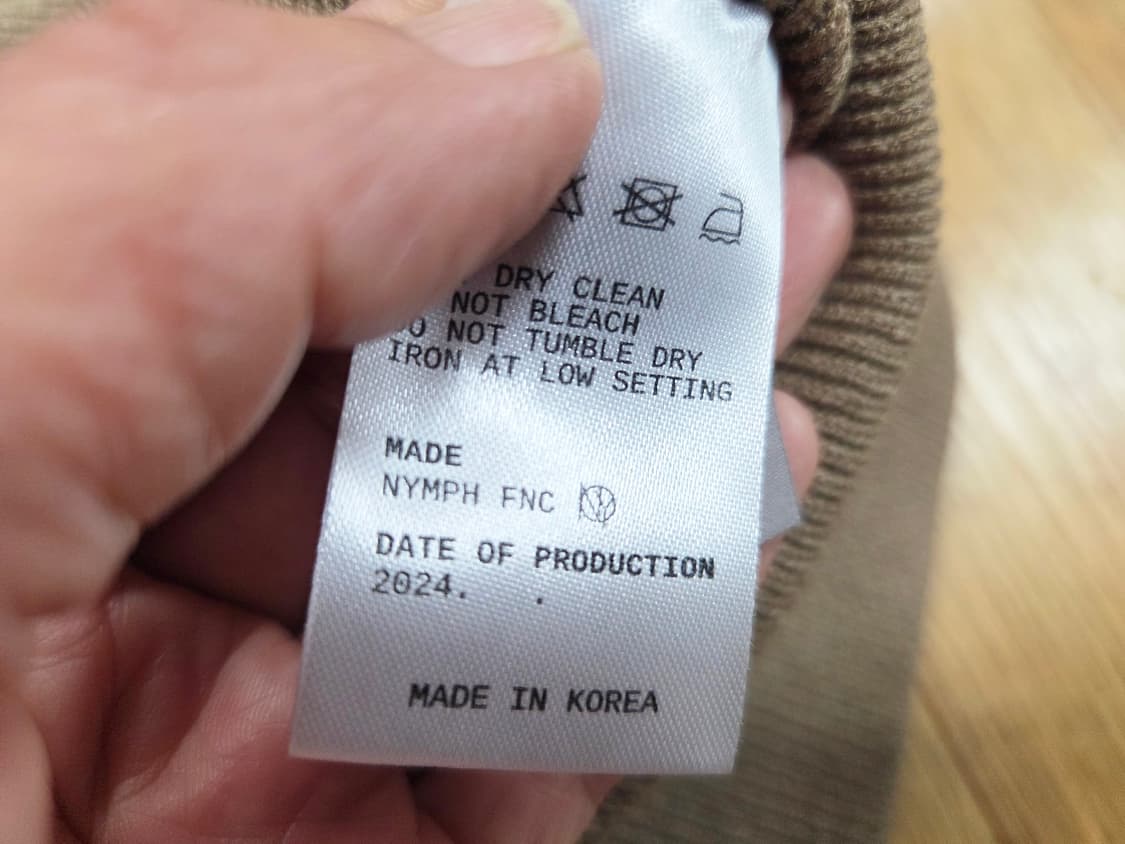 DRY CLEAN
NOT BLEACH
O NOT TUMBLE DRY
IRON AT LOW SETTING
MADE
NYMPH FNC
DATE OF PRODUCTION
2024. .
MADE IN KOREA